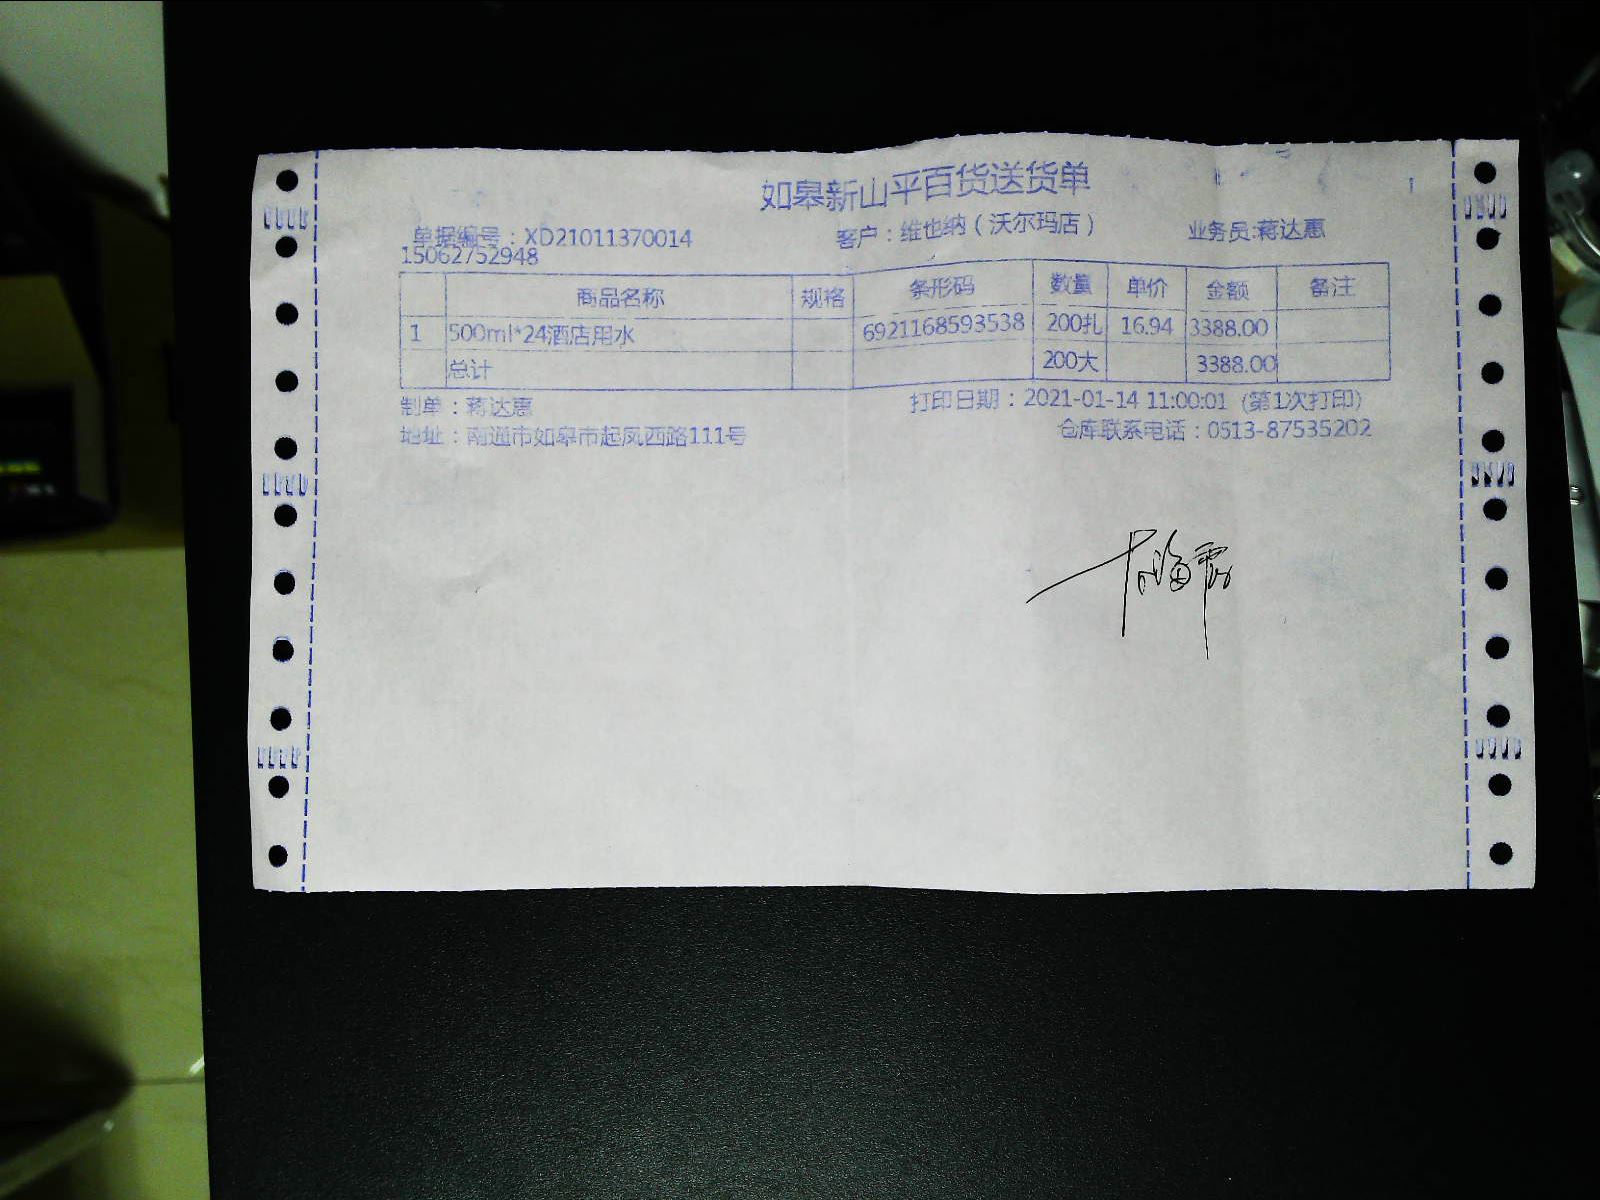 如皋新山平百货送货单
单据编号：XD21011370014 客户：维也纳（沃尔玛店） 业务员:蒋达惠
15062752948
商品名称 规格 条形码 数量 单价 金额 备注
1 500ml*24酒店用水 6921168593538 200扎 16.94 3388.00
总计 200大 3388.00
制单：蒋达惠 打印日期：2021-01-14 11:00:01 (第1次打印)
地址：南通市如皋市起凤西路111号 仓库联系电话：0513-87535202